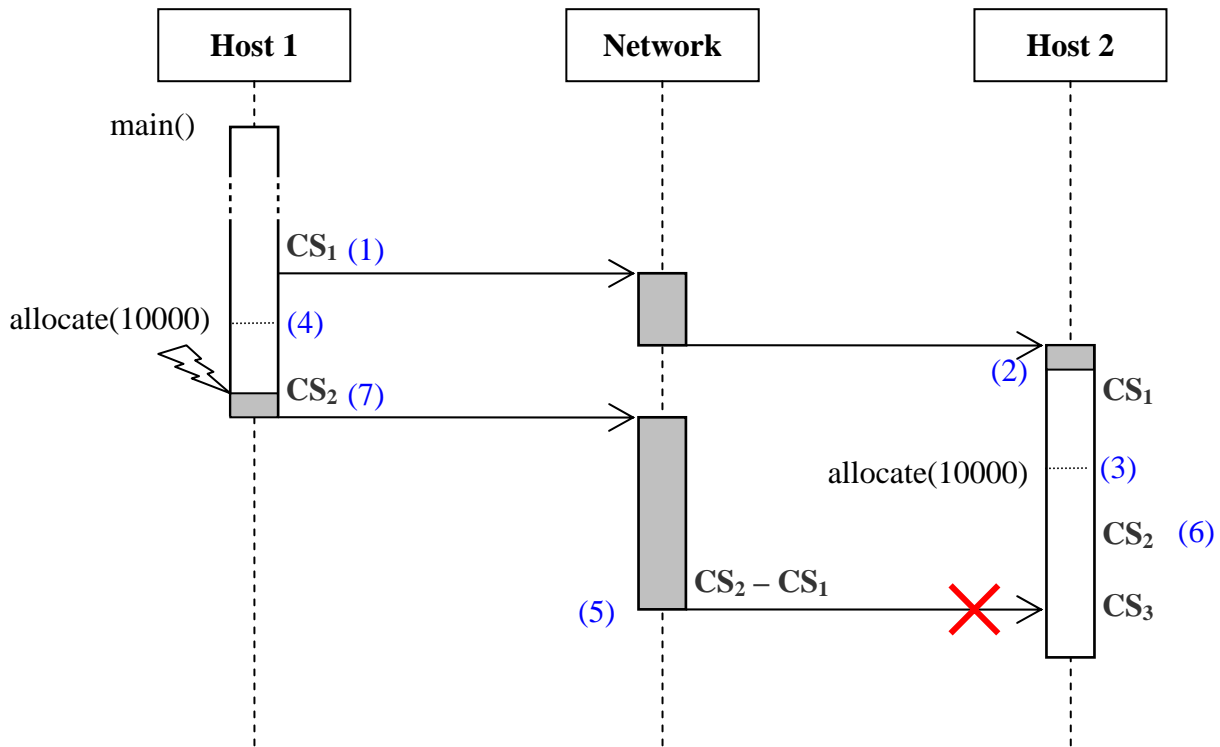 Host 1 Network Host 2
main()
CS₁ (1)
allocate(10000) (4)
(2)
CS₂ (7) CS₁
allocate(10000) (3)
CS₂ (6)
CS₂ – CS₁
(5) CS₃